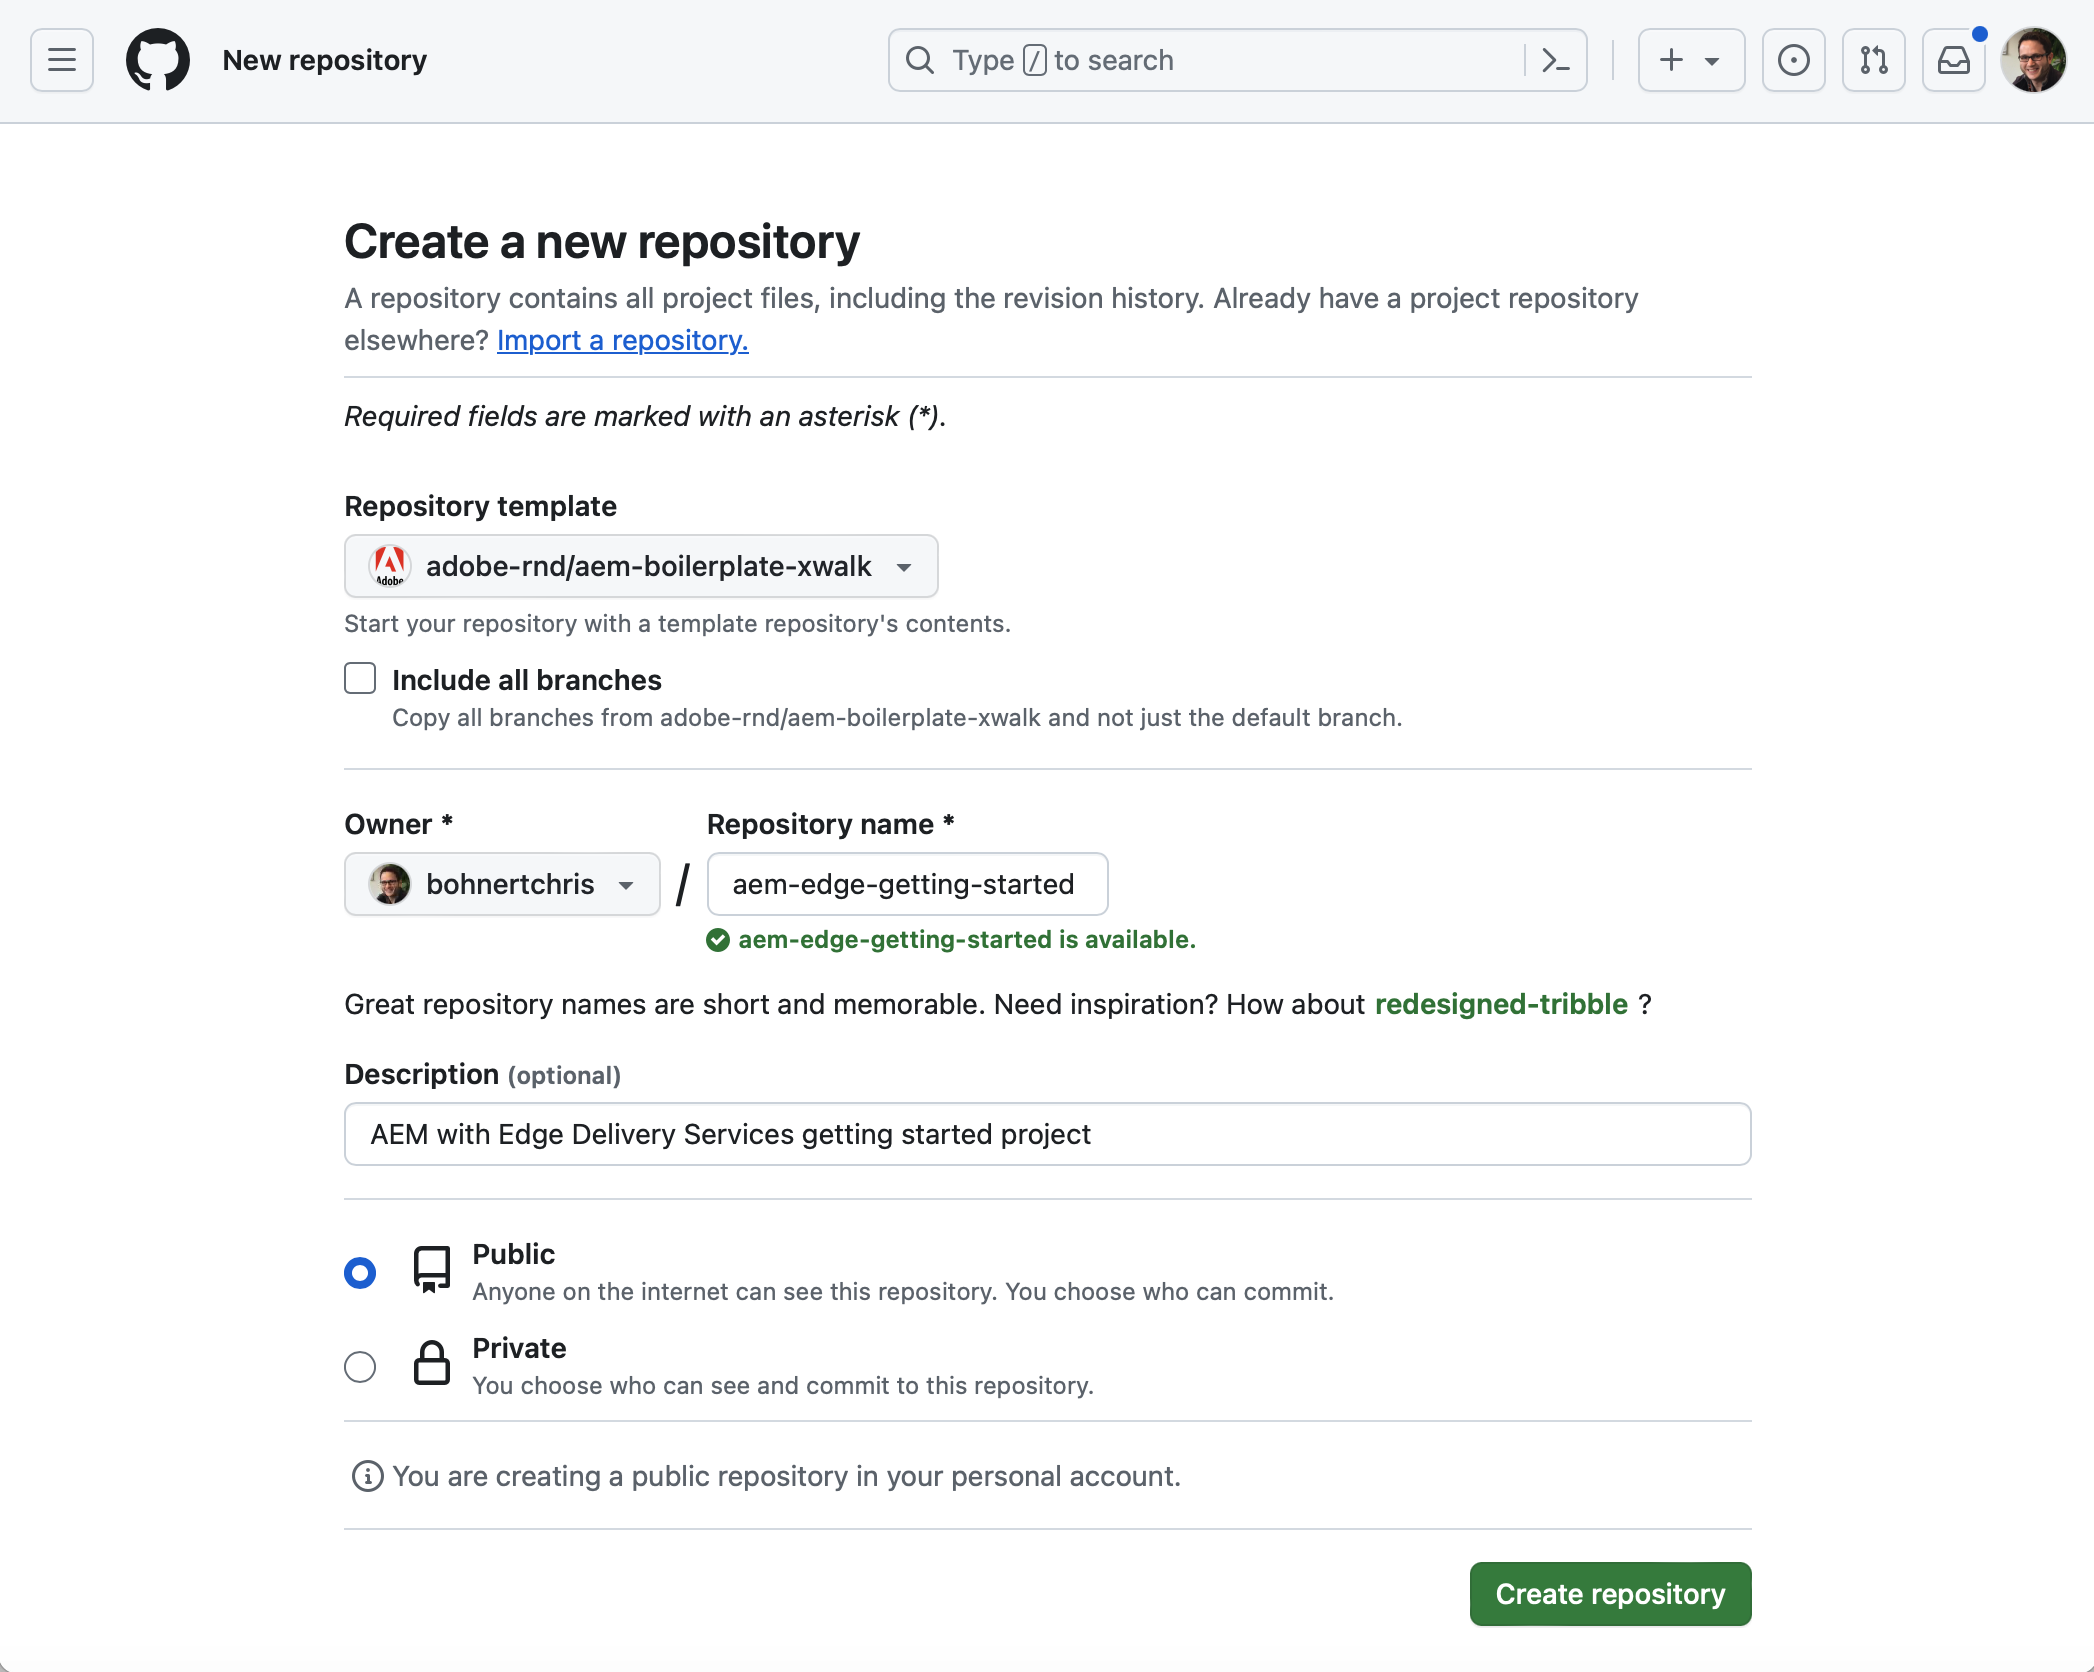 New repository
Type / to search
Create a new repository
A repository contains all project files, including the revision history. Already have a project repository
elsewhere? Import a repository.
Required fields are marked with an asterisk (*).
Repository template
Adobe
adobe-rnd/aem-boilerplate-xwalk
Start your repository with a template repository's contents.
Include all branches
Copy all branches from adobe-rnd/aem-boilerplate-xwalk and not just the default branch.
Owner * Repository name *
bohnertchris / aem-edge-getting-started
aem-edge-getting-started is available.
Great repository names are short and memorable. Need inspiration? How about redesigned-tribble ?
Description (optional)
AEM with Edge Delivery Services getting started project
Public
Anyone on the internet can see this repository. You choose who can commit.
Private
You choose who can see and commit to this repository.
You are creating a public repository in your personal account.
Create repository